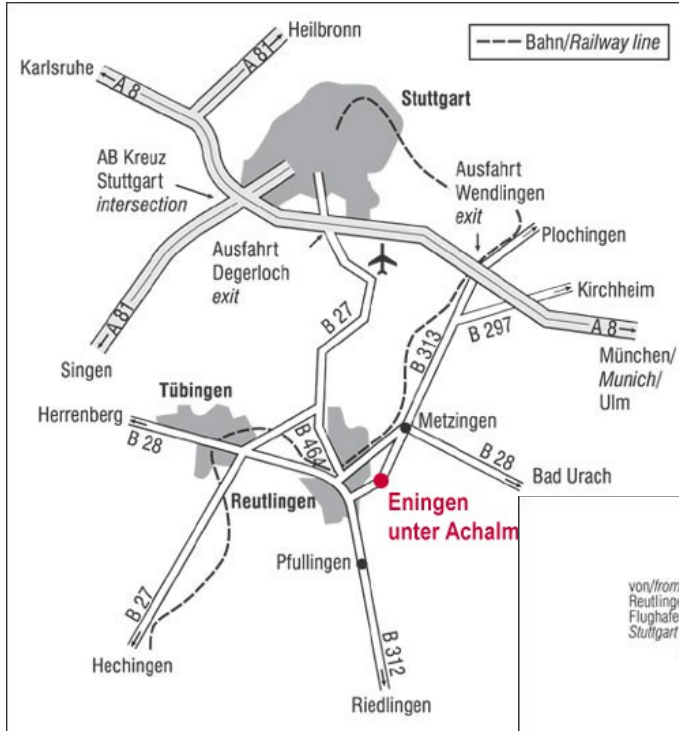 Heilbronn
Bahn/Railway line
Karlsruhe
A 81
A 8
Stuttgart
AB Kreuz
Stuttgart
intersection
Ausfahrt
Wendlingen
exit
Plochingen
Ausfahrt
Degerloch
exit
Kirchheim
B 297
A 81
B 27
B 313
A 8
Singen
München/
Munich/
Ulm
Tübingen
Herrenberg
B 28
B 464
Metzingen
B 28
Bad Urach
Reutlingen
Eningen
unter Achalm
Pfullingen
B 27
Hechingen
B 312
Riedlingen
von/from
Stuttgart